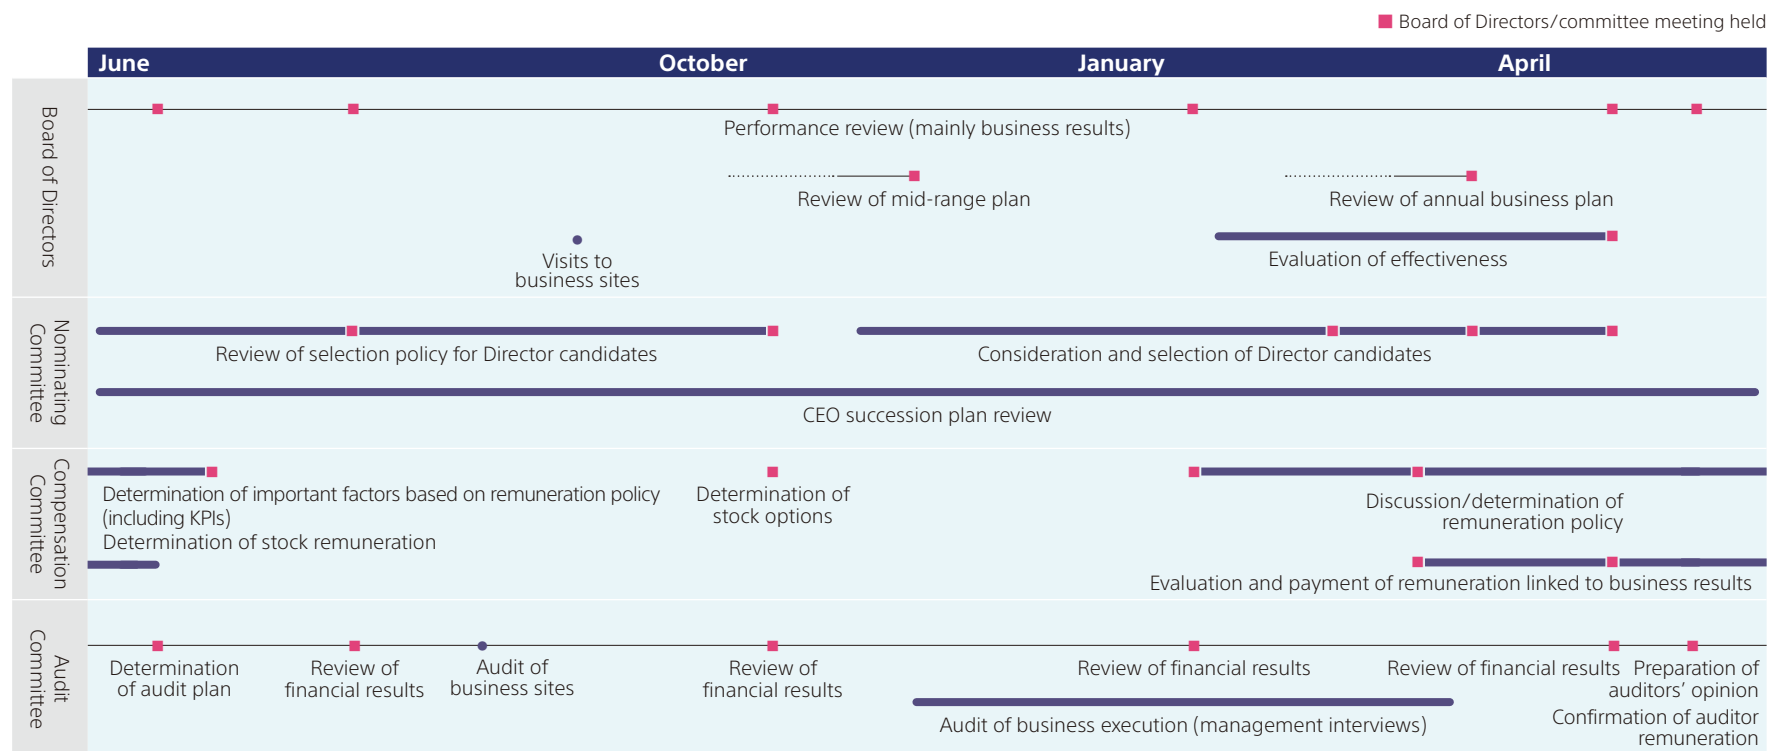 Board of Directors/committee meeting held
June
October
January
April
Board of Directors
Performance review (mainly business results)
Review of mid-range plan
Review of annual business plan
Visits to
business sites
Evaluation of effectiveness
Nominating
Committee
Review of selection policy for Director candidates
Consideration and selection of Director candidates
CEO succession plan review
Compensation
Committee
Determination of important factors based on remuneration policy
(including KPIs)
Determination of stock remuneration
Determination of
stock options
Discussion/determination of
remuneration policy
Evaluation and payment of remuneration linked to business results
Audit
Committee
Determination
of audit plan
Review of
financial results
Audit of
business sites
Review of
financial results
Review of financial results
Review of financial results
Preparation of
auditors’ opinion
Audit of business execution (management interviews)
Confirmation of auditor
remuneration